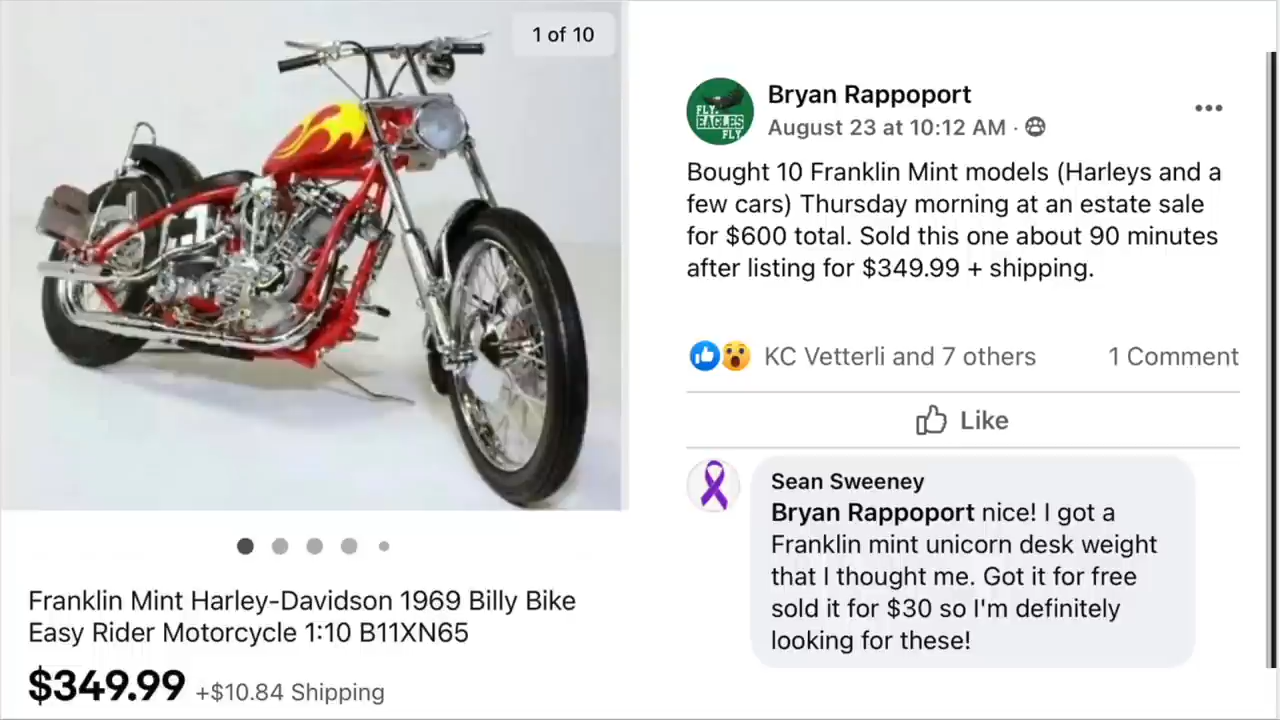 1 of 10
Franklin Mint Harley-Davidson 1969 Billy Bike
Easy Rider Motorcycle 1:10 B11XN65
$349.99 +$10.84 Shipping
FLY,
EAGLES
FLY
Bryan Rappoport
August 23 at 10:12 AM ·
Bought 10 Franklin Mint models (Harleys and a
few cars) Thursday morning at an estate sale
for $600 total. Sold this one about 90 minutes
after listing for $349.99 + shipping.
KC Vetterli and 7 others
1 Comment
Like
Sean Sweeney
Bryan Rappoport nice! I got a
Franklin mint unicorn desk weight
that I thought me. Got it for free
sold it for $30 so I'm definitely
looking for these!